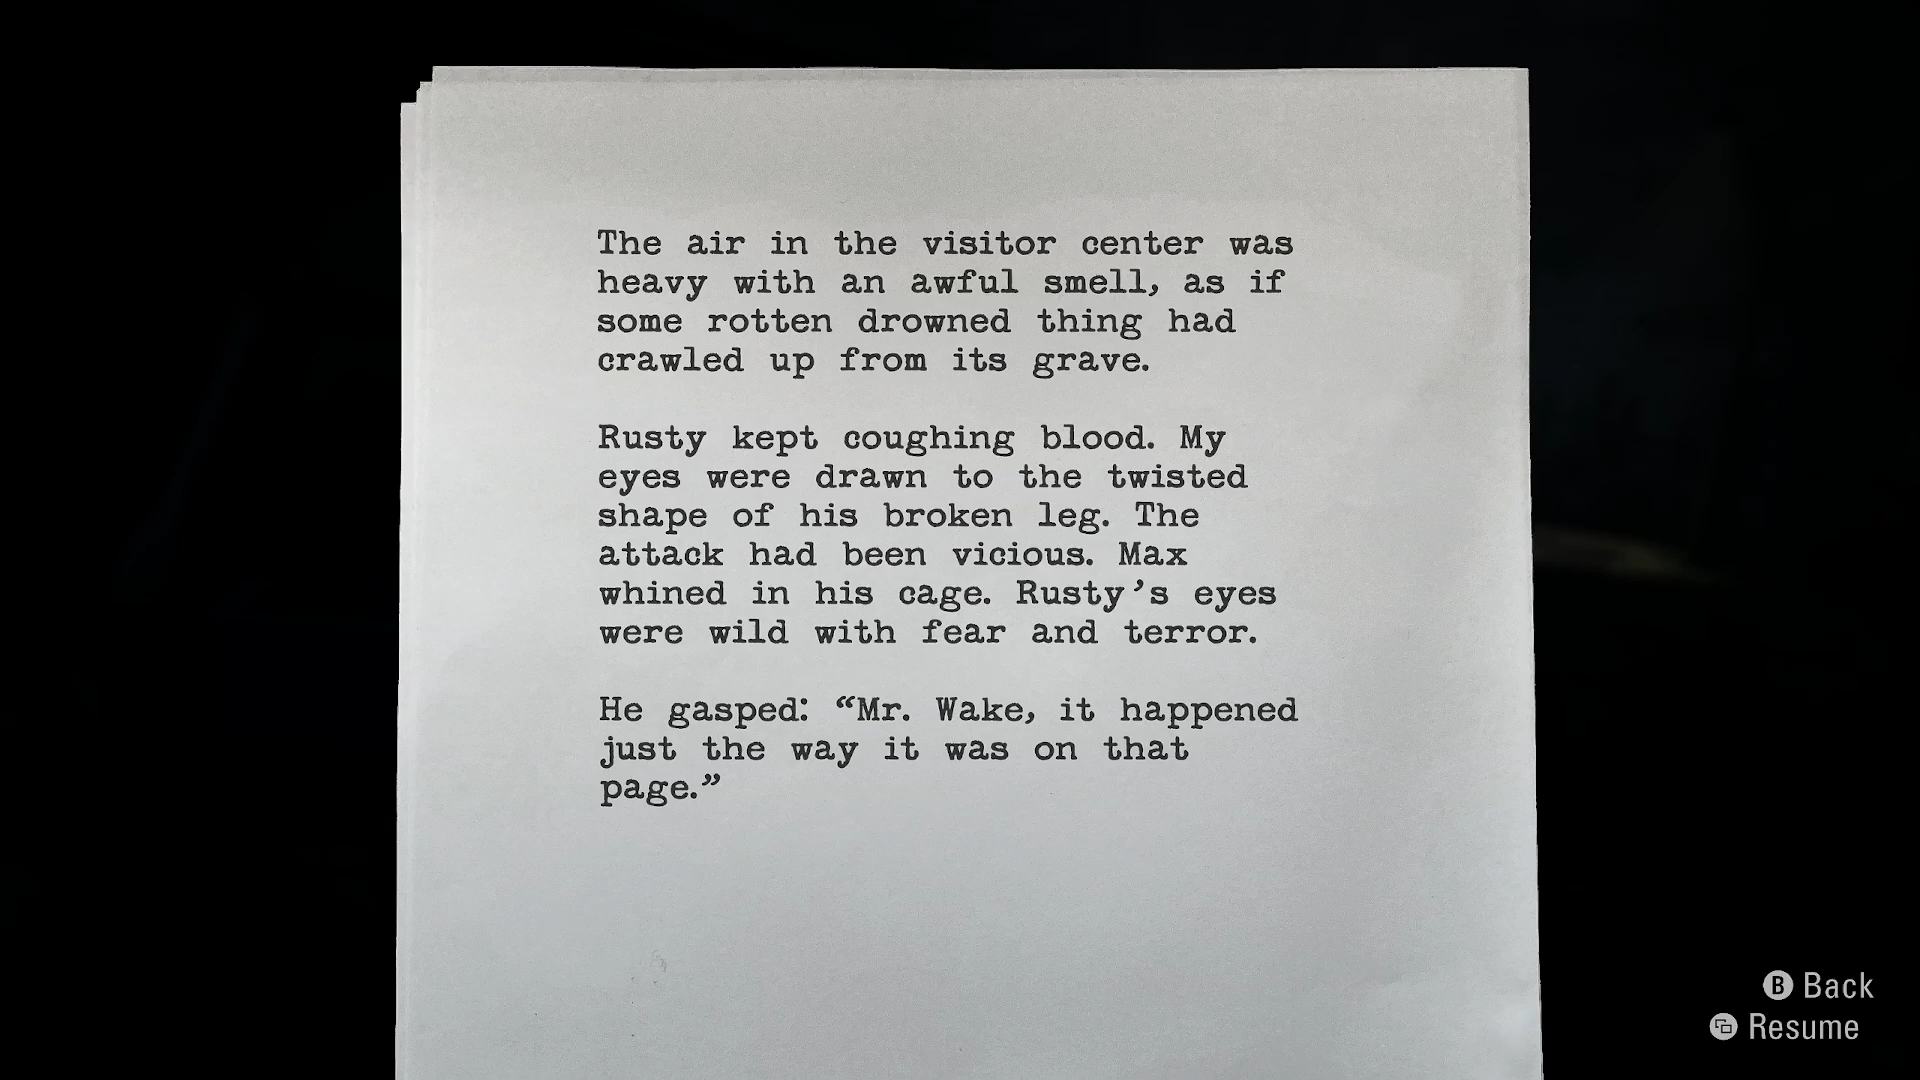 The air in the visitor center was
heavy with an awful smell, as if
some rotten drowned thing had
crawled up from its grave.
Rusty kept coughing blood. My
eyes were drawn to the twisted
shape of his broken leg. The
attack had been vicious. Max
whined in his cage. Rusty’s eyes
were wild with fear and terror.
He gasped: “Mr. Wake, it happened
just the way it was on that
page.”
B Back
Resume